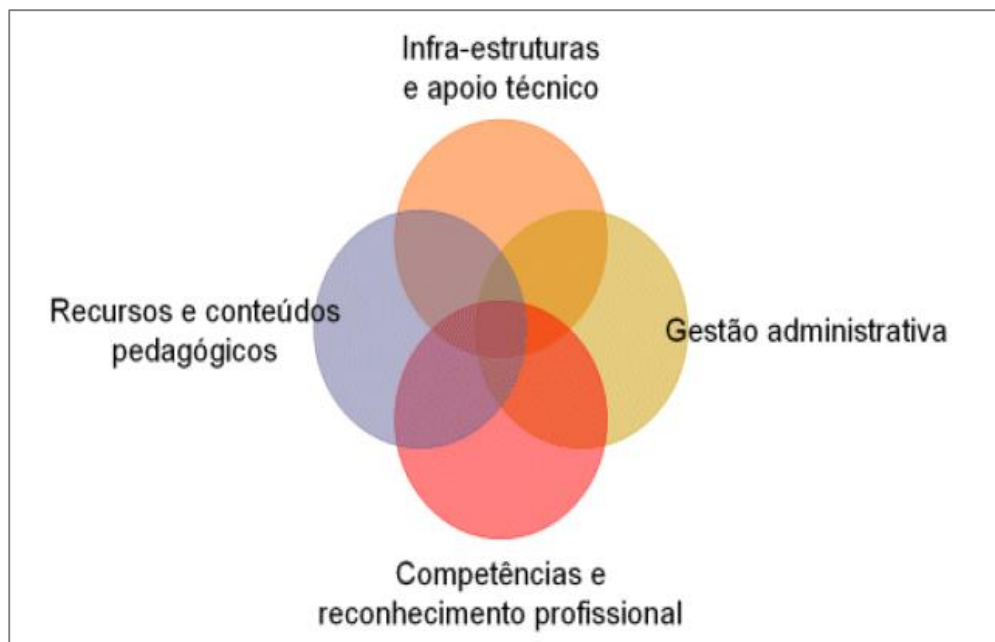 Infra-estruturas
e apoio técnico
Recursos e conteúdos
pedagógicos
Gestão administrativa
Competências e
reconhecimento profissional